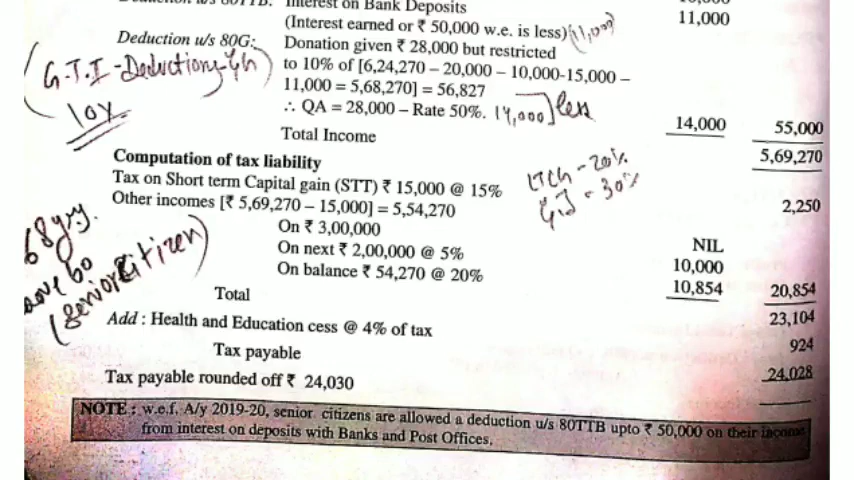 Interest on Bank Deposits
(Interest earned or ₹ 50,000 w.e. is less) (11,000) 11,000
Deduction u/s 80G: Donation given ₹ 28,000 but restricted
to 10% of [6,24,270 – 20,000 – 10,000-15,000 –
11,000 = 5,68,270] = 56,827
(G.T.I - Deductions
10%
∴ QA = 28,000 – Rate 50%. 14,000] less 14,000 55,000
Total Income 5,69,270
Computation of tax liability
Tax on Short term Capital gain (STT) ₹ 15,000 @ 15% 2,250
LTCG - 20%
- 30%
Other incomes [₹ 5,69,270 – 15,000] = 5,54,270
On ₹ 3,00,000 NIL
On next ₹ 2,00,000 @ 5% 10,000
On balance ₹ 54,270 @ 20% 10,854 20,854
68 yrs.
above 60
(Senior Citizen)
Total 23,104
Add : Health and Education cess @ 4% of tax 924
Tax payable 24,028
Tax payable rounded off ₹ 24,030
NOTE : w.e.f. A/y 2019-20, senior citizens are allowed a deduction u/s 80TTB upto ₹ 50,000 on their income
from interest on deposits with Banks and Post Offices.